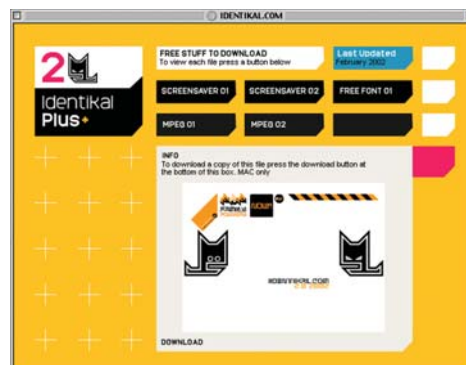 IDENTIKAL.COM
2
Identikal
Plus+
FREE STUFF TO DOWNLOAD
To view each file press a button below
Last Updated
February 2002
SCREENSAVER 01
SCREENSAVER 02
FREE FONT 01
MPEG 01
MPEG 02
INFO
To download a copy of this file press the download button at
the bottom of this box. MAC only
IDENTIKAL.COM
DOWNLOAD